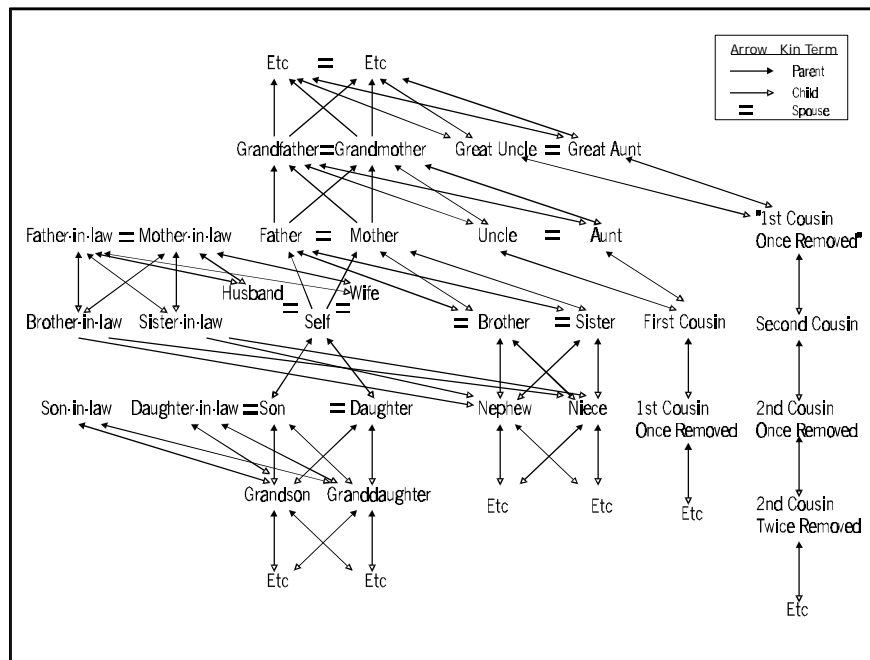 Etc = Etc
Arrow Kin Term
Parent
Child
= Spouse
Grandfather = Grandmother Great Uncle = Great Aunt
"1st Cousin
Once Removed"
Father-in-law = Mother-in-law Father = Mother Uncle = Aunt
Husband = = Wife
Brother-in-law Sister-in-law Self = Brother = Sister First Cousin Second Cousin
Son-in-law Daughter-in-law = Son = Daughter Nephew Niece 1st Cousin
Once Removed
2nd Cousin
Once Removed
Grandson Granddaughter Etc Etc Etc
2nd Cousin
Twice Removed
Etc Etc Etc